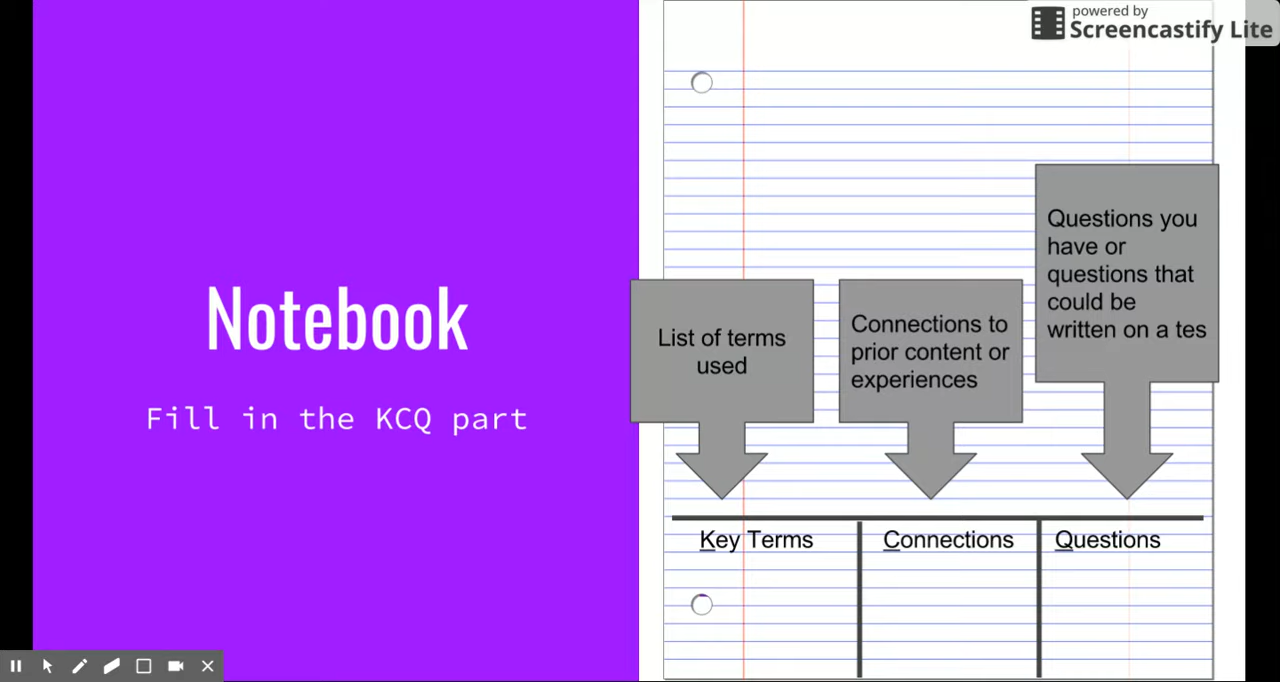 powered by
Screencastify Lite
Notebook
Fill in the KCQ part
List of terms
used
Connections to
prior content or
experiences
Questions you
have or
questions that
could be
written on a tes
Key Terms
Connections
Questions